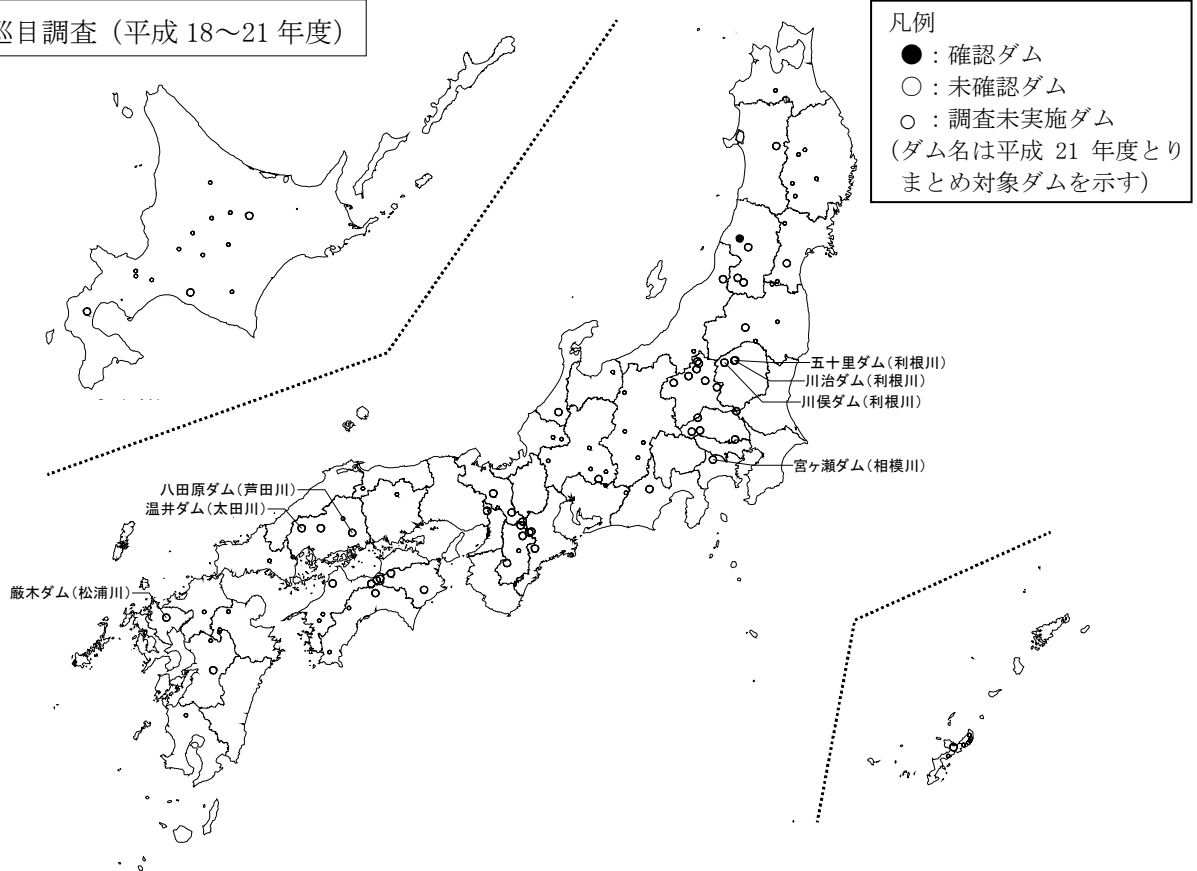 巡目調査（平成 18～21 年度）
凡例
●：確認ダム
○：未確認ダム
○：調査未実施ダム
(ダム名は平成 21 年度とり
まとめ対象ダムを示す)
五十里ダム(利根川)
川治ダム(利根川)
川俣ダム(利根川)
宮ヶ瀬ダム(相模川)
八田原ダム(芦田川)
温井ダム(太田川)
厳木ダム(松浦川)